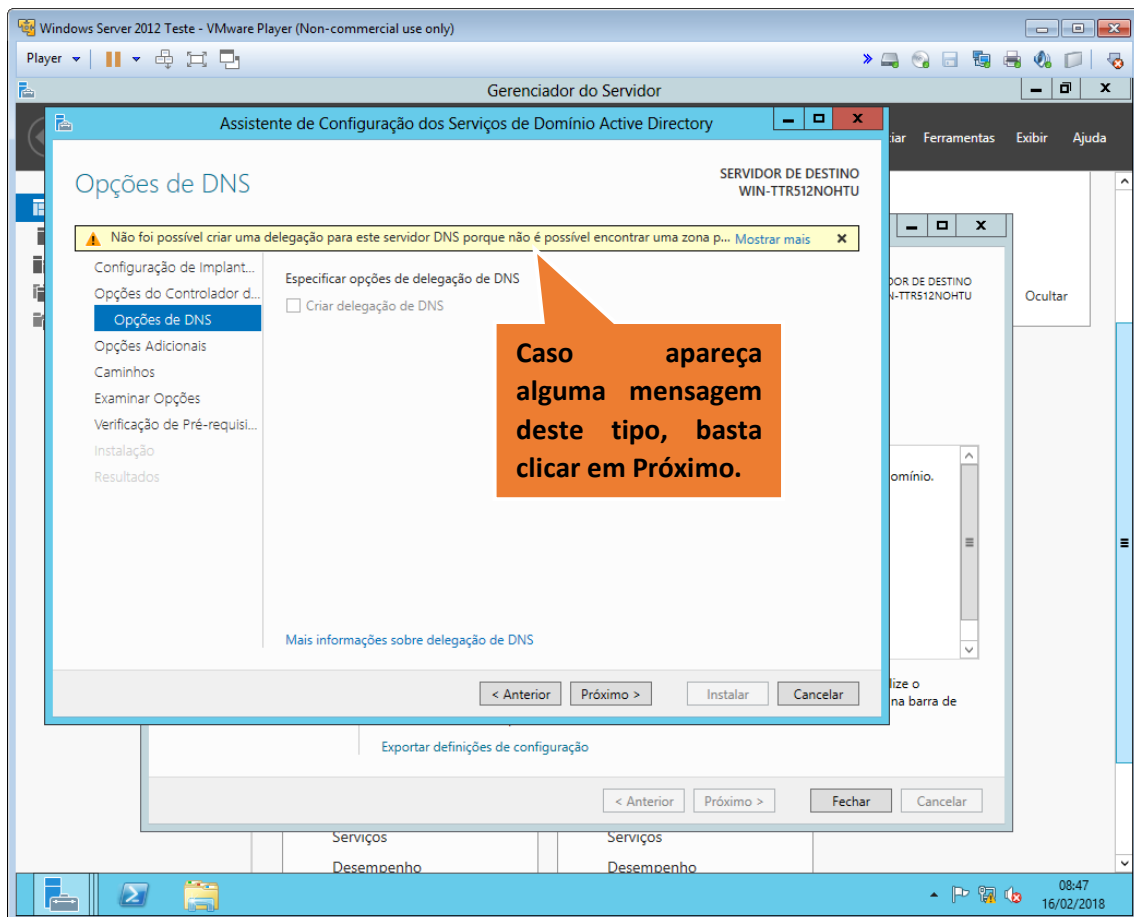 Windows Server 2012 Teste - VMware Player (Non-commercial use only)
Player
Gerenciador do Servidor
Assistente de Configuração dos Serviços de Domínio Active Directory
iar Ferramentas Exibir Ajuda
Opções de DNS
SERVIDOR DE DESTINO
WIN-TTR512NOHTU
Não foi possível criar uma delegação para este servidor DNS porque não é possível encontrar uma zona p... Mostrar mais
Configuração de Implant...
Opções do Controlador d...
Opções de DNS
Opções Adicionais
Caminhos
Examinar Opções
Verificação de Pré-requisi...
Instalação
Resultados
Especificar opções de delegação de DNS
Criar delegação de DNS
Caso apareça
alguma mensagem
deste tipo, basta
clicar em Próximo.
Mais informações sobre delegação de DNS
< Anterior Próximo > Instalar Cancelar
DOR DE DESTINO
N-TTR512NOHTU
Ocultar
omínio.
lize o
na barra de
Exportar definições de configuração
< Anterior Próximo > Fechar Cancelar
Serviços
Desempenho
Serviços
Desempenho
08:47
16/02/2018